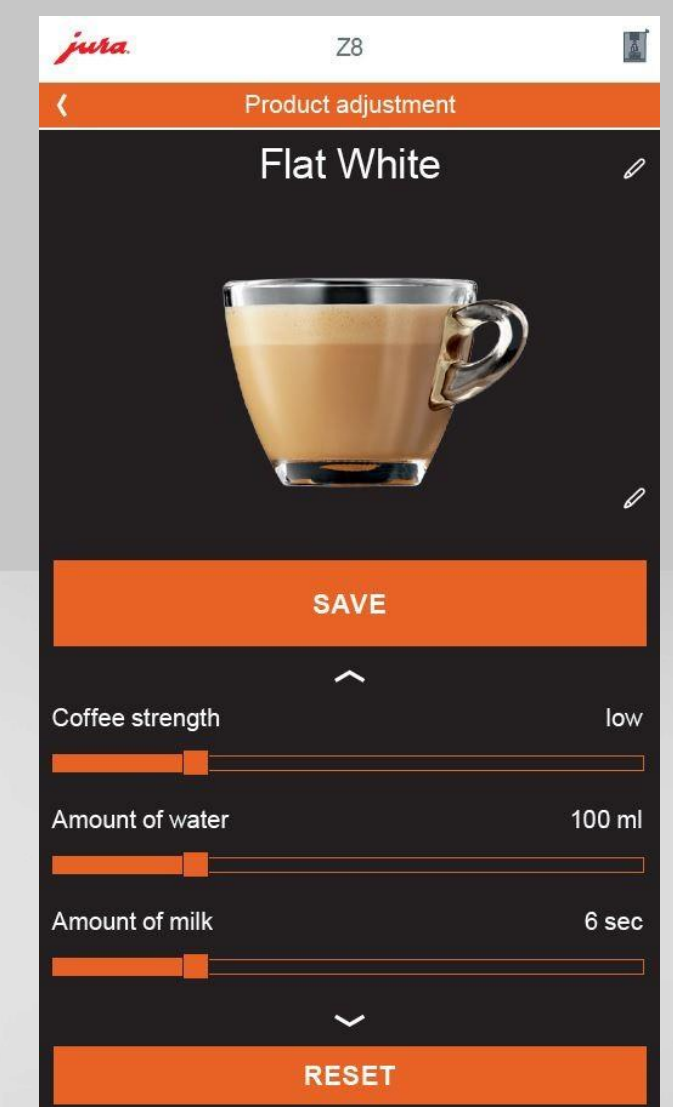 jura
Z8
Product adjustment
Flat White
SAVE
Coffee strength low
Amount of water 100 ml
Amount of milk 6 sec
RESET